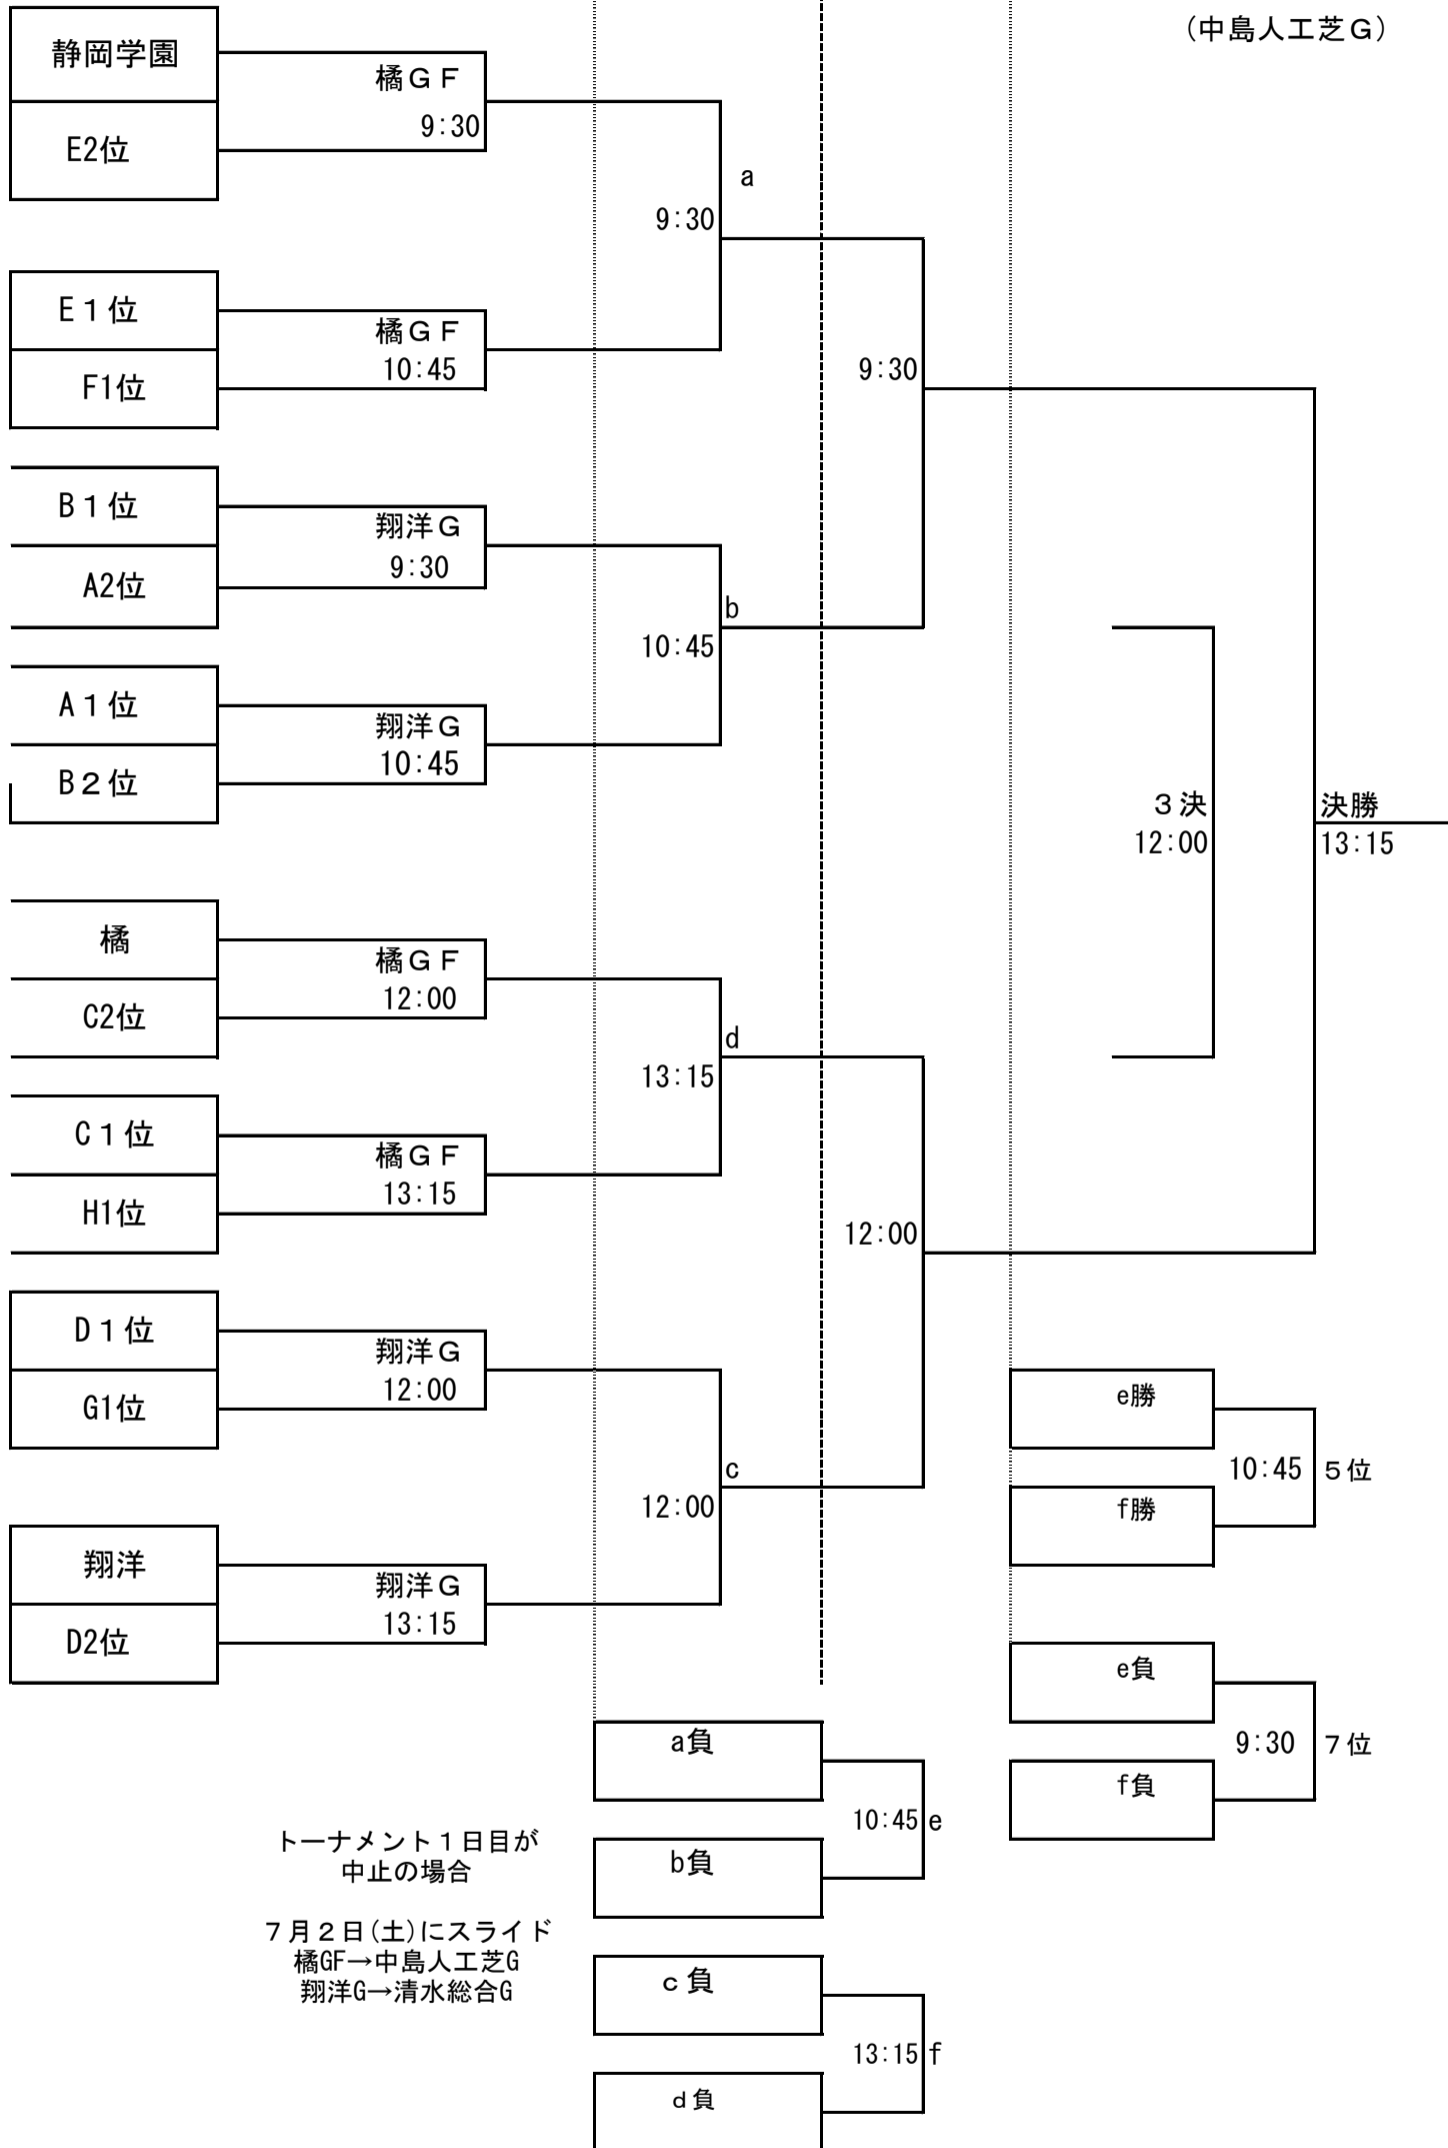 (中島人工芝G)
静岡学園
橘GF
9:30
E2位
a
9:30
E1位
橘GF
10:45
F1位
9:30
B1位
翔洋G
9:30
A2位
b
10:45
A1位
翔洋G
10:45
B2位
3決
12:00
決勝
13:15
橘
橘GF
12:00
C2位
d
13:15
C1位
橘GF
13:15
H1位
12:00
D1位
翔洋G
12:00
G1位
e勝
10:45
5位
f勝
c
12:00
翔洋
翔洋G
13:15
D2位
e負
9:30
7位
f負
a負
10:45
e
b負
トーナメント1日目が
中止の場合
7月2日(土)にスライド
橘GF→中島人工芝G
翔洋G→清水総合G
c負
13:15
f
d負